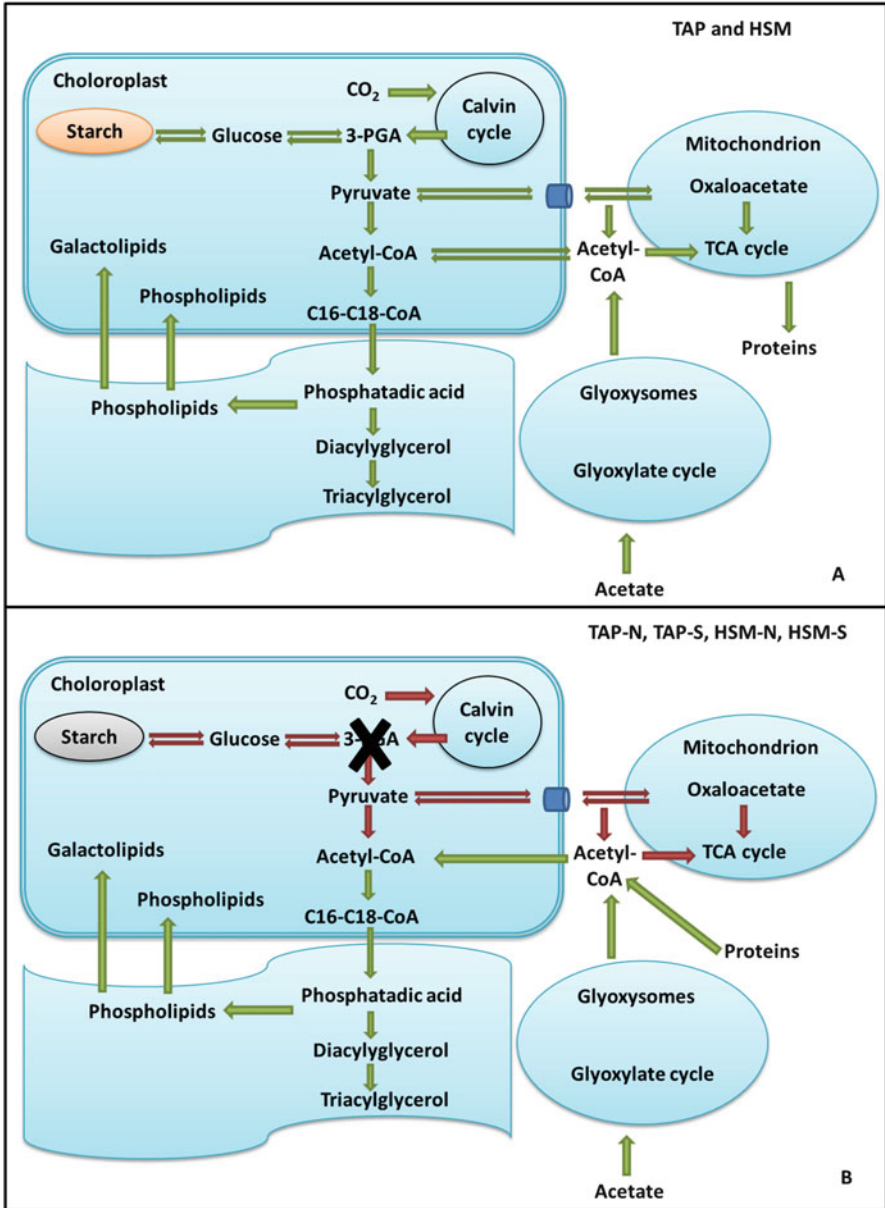 TAP and HSM
Choloroplast
CO2
Calvin
cycle
Starch
Glucose
3-PGA
Mitochondrion
Pyruvate
Oxaloacetate
Galactolipids
Acetyl-CoA
Acetyl-
CoA
TCA cycle
Phospholipids
C16-C18-CoA
Proteins
Phospholipids
Phosphatadic acid
Glyoxysomes
Diacylyglycerol
Glyoxylate cycle
Triacylglycerol
Acetate
A
TAP-N, TAP-S, HSM-N, HSM-S
Choloroplast
CO2
Calvin
cycle
Starch
Glucose
3-PGA
Mitochondrion
Pyruvate
Oxaloacetate
Galactolipids
Acetyl-CoA
Acetyl-
CoA
TCA cycle
Phospholipids
C16-C18-CoA
Proteins
Phospholipids
Phosphatadic acid
Glyoxysomes
Diacylyglycerol
Glyoxylate cycle
Triacylglycerol
Acetate
B